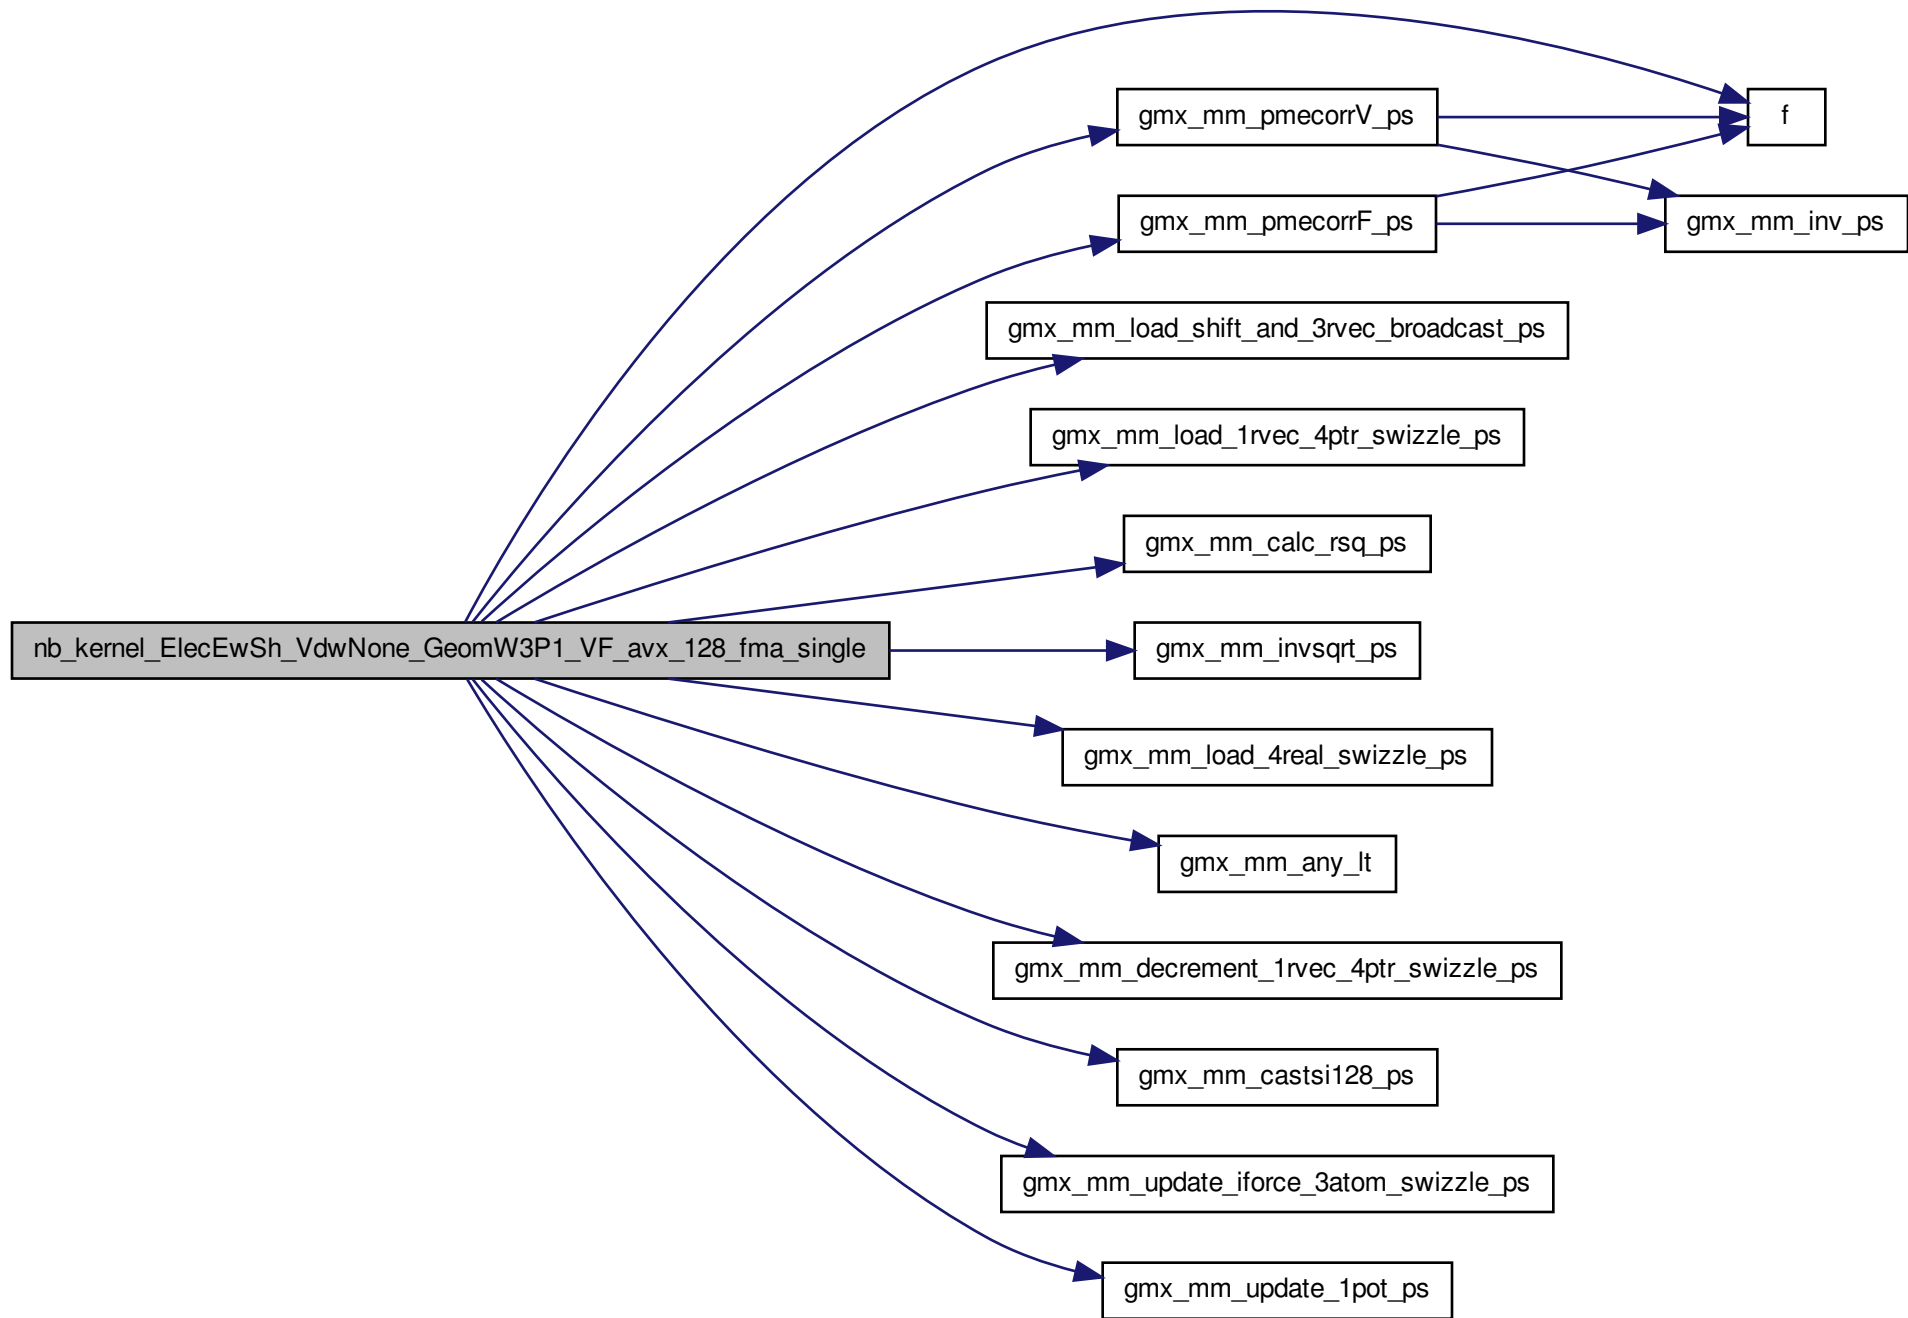 gmx_mm_pmecorrV_ps
f
gmx_mm_pmecorrF_ps
gmx_mm_inv_ps
gmx_mm_load_shift_and_3rvec_broadcast_ps
gmx_mm_load_1rvec_4ptr_swizzle_ps
gmx_mm_calc_rsq_ps
nb_kernel_ElecEwSh_VdwNone_GeomW3P1_VF_avx_128_fma_single
gmx_mm_invsqrt_ps
gmx_mm_load_4real_swizzle_ps
gmx_mm_any_lt
gmx_mm_decrement_1rvec_4ptr_swizzle_ps
gmx_mm_castsi128_ps
gmx_mm_update_iforce_3atom_swizzle_ps
gmx_mm_update_1pot_ps